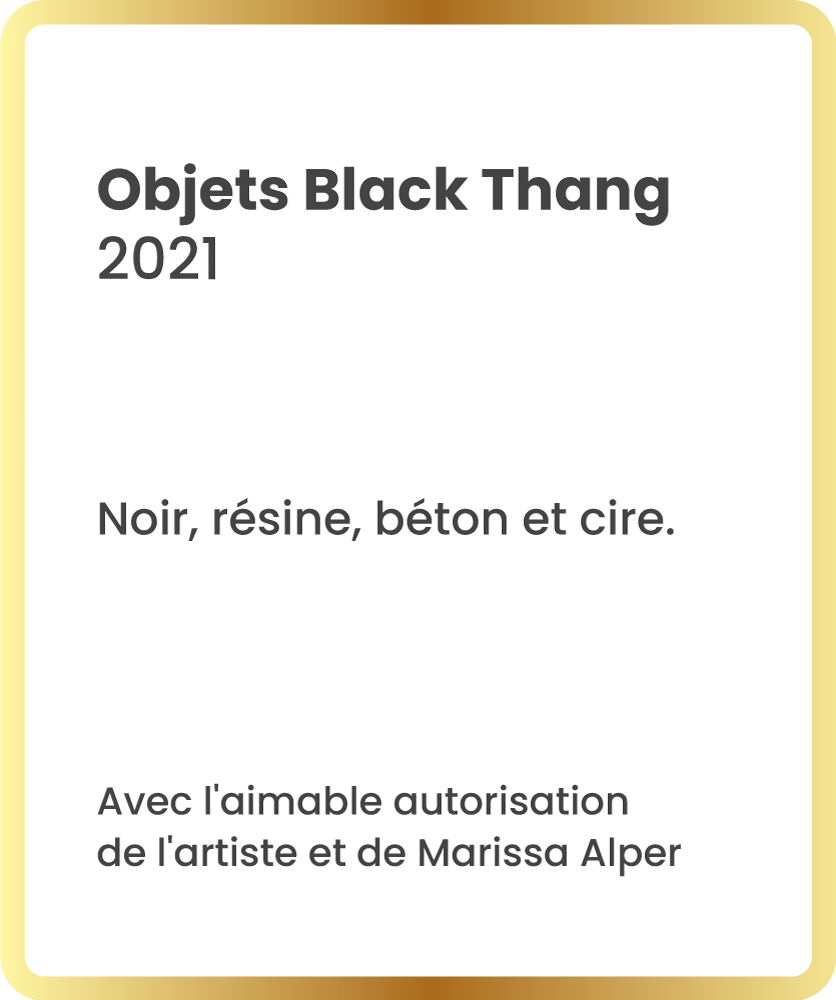 Objets Black Thang
2021
Noir, résine, béton et cire.
Avec l'aimable autorisation
de l'artiste et de Marissa Alper